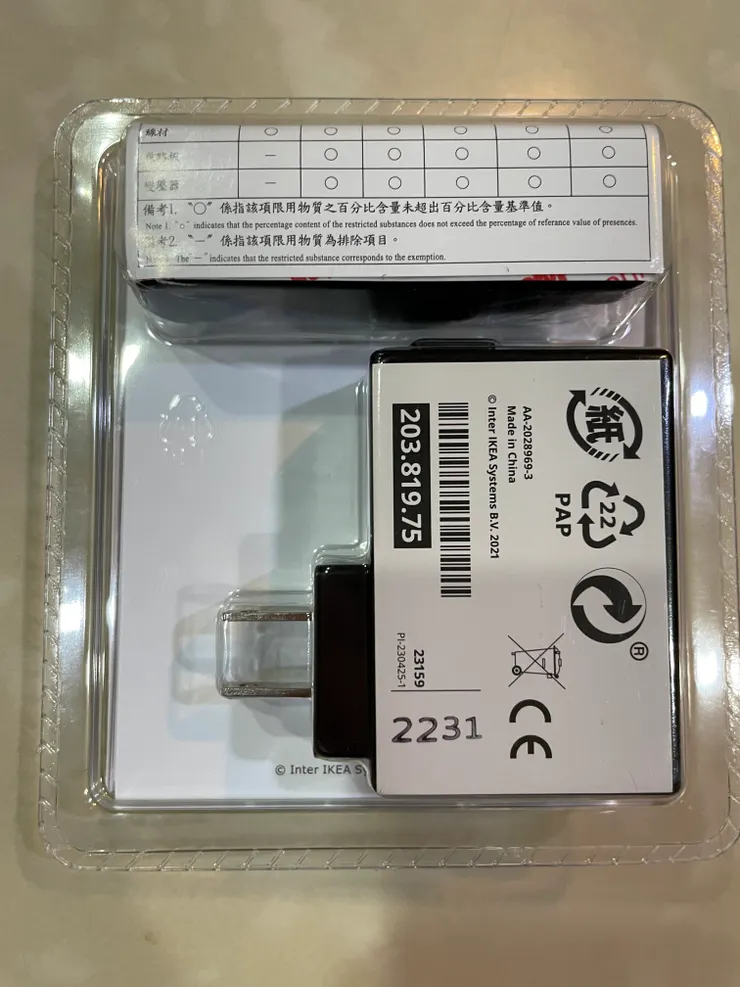 線材 ○ ○ ○ ○ ○ ○
— ○ ○ ○ ○ ○
變壓器 — ○ ○ ○ ○ ○
備考1. 〝○〞係指該項限用物質之百分比含量未超出百分比含量基準值。
Note 1. "○" indicates that the percentage content of the restricted substances does not exceed the percentage of referance value of presences.
備考2. 〝—〞係指該項限用物質為排除項目。
The "—" indicates that the restricted substance corresponds to the exemption.
紙
22
PAP
®
AA-2028969-3
Made in China
© Inter IKEA Systems B.V. 2021
203.819.75
23159
PI-230425-1
2231
CE
© Inter IKEA Sy